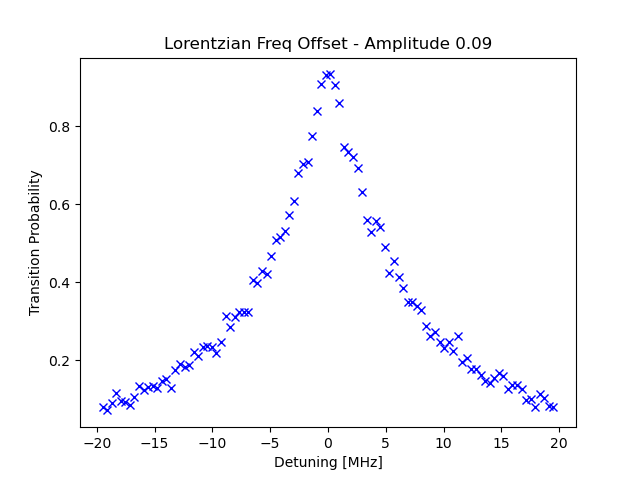 Lorentzian Freq Offset - Amplitude 0.09
Transition Probability
0.8
0.6
0.4
0.2
−20 −15 −10 −5 0 5 10 15 20
Detuning [MHz]